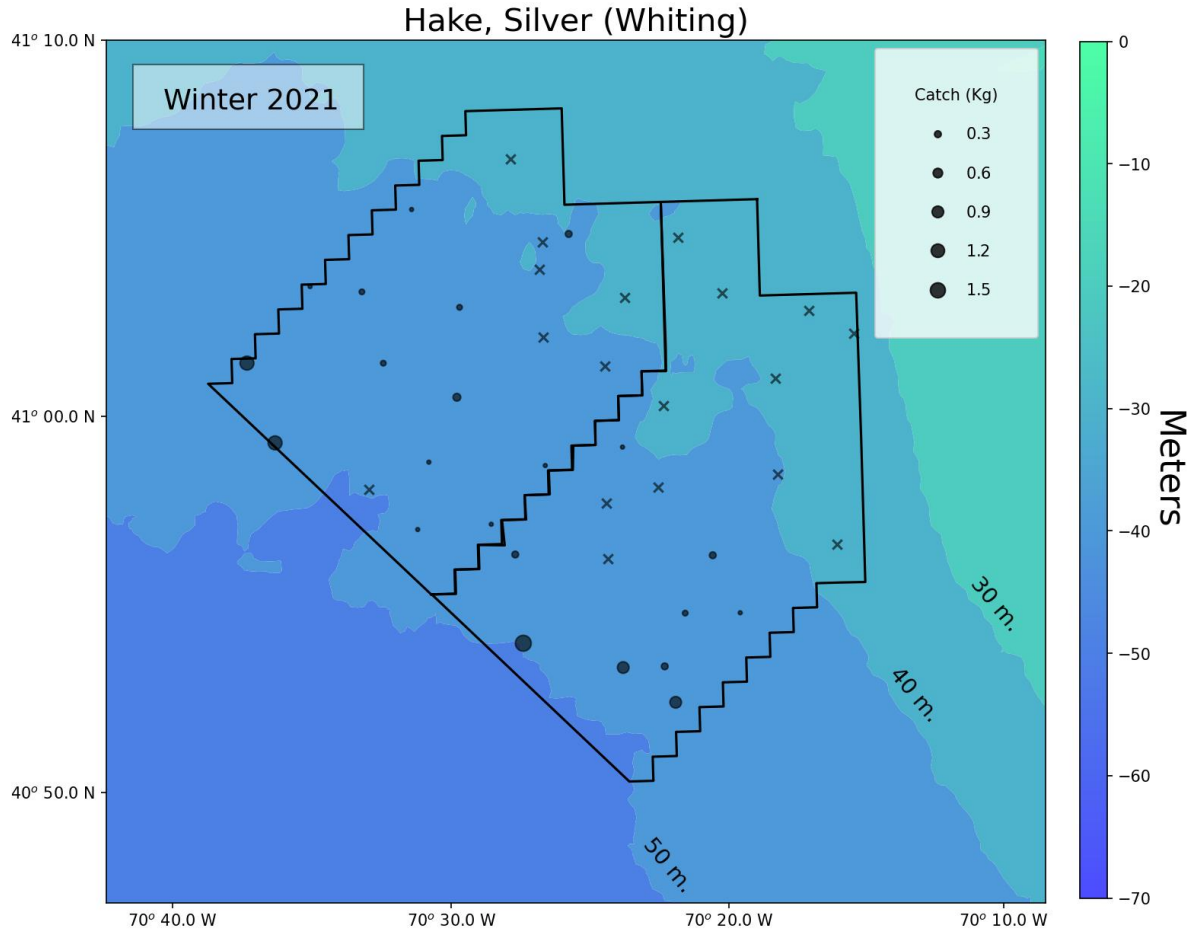 Hake, Silver (Whiting)
41° 10.0 N
Winter 2021
Catch (Kg)
0.3
0.6
0.9
1.2
1.5
0
−10
−20
−30
−40
−50
−60
−70
Meters
41° 00.0 N
30 m.
40 m.
40° 50.0 N
50 m.
70° 40.0 W
70° 30.0 W
70° 20.0 W
70° 10.0 W